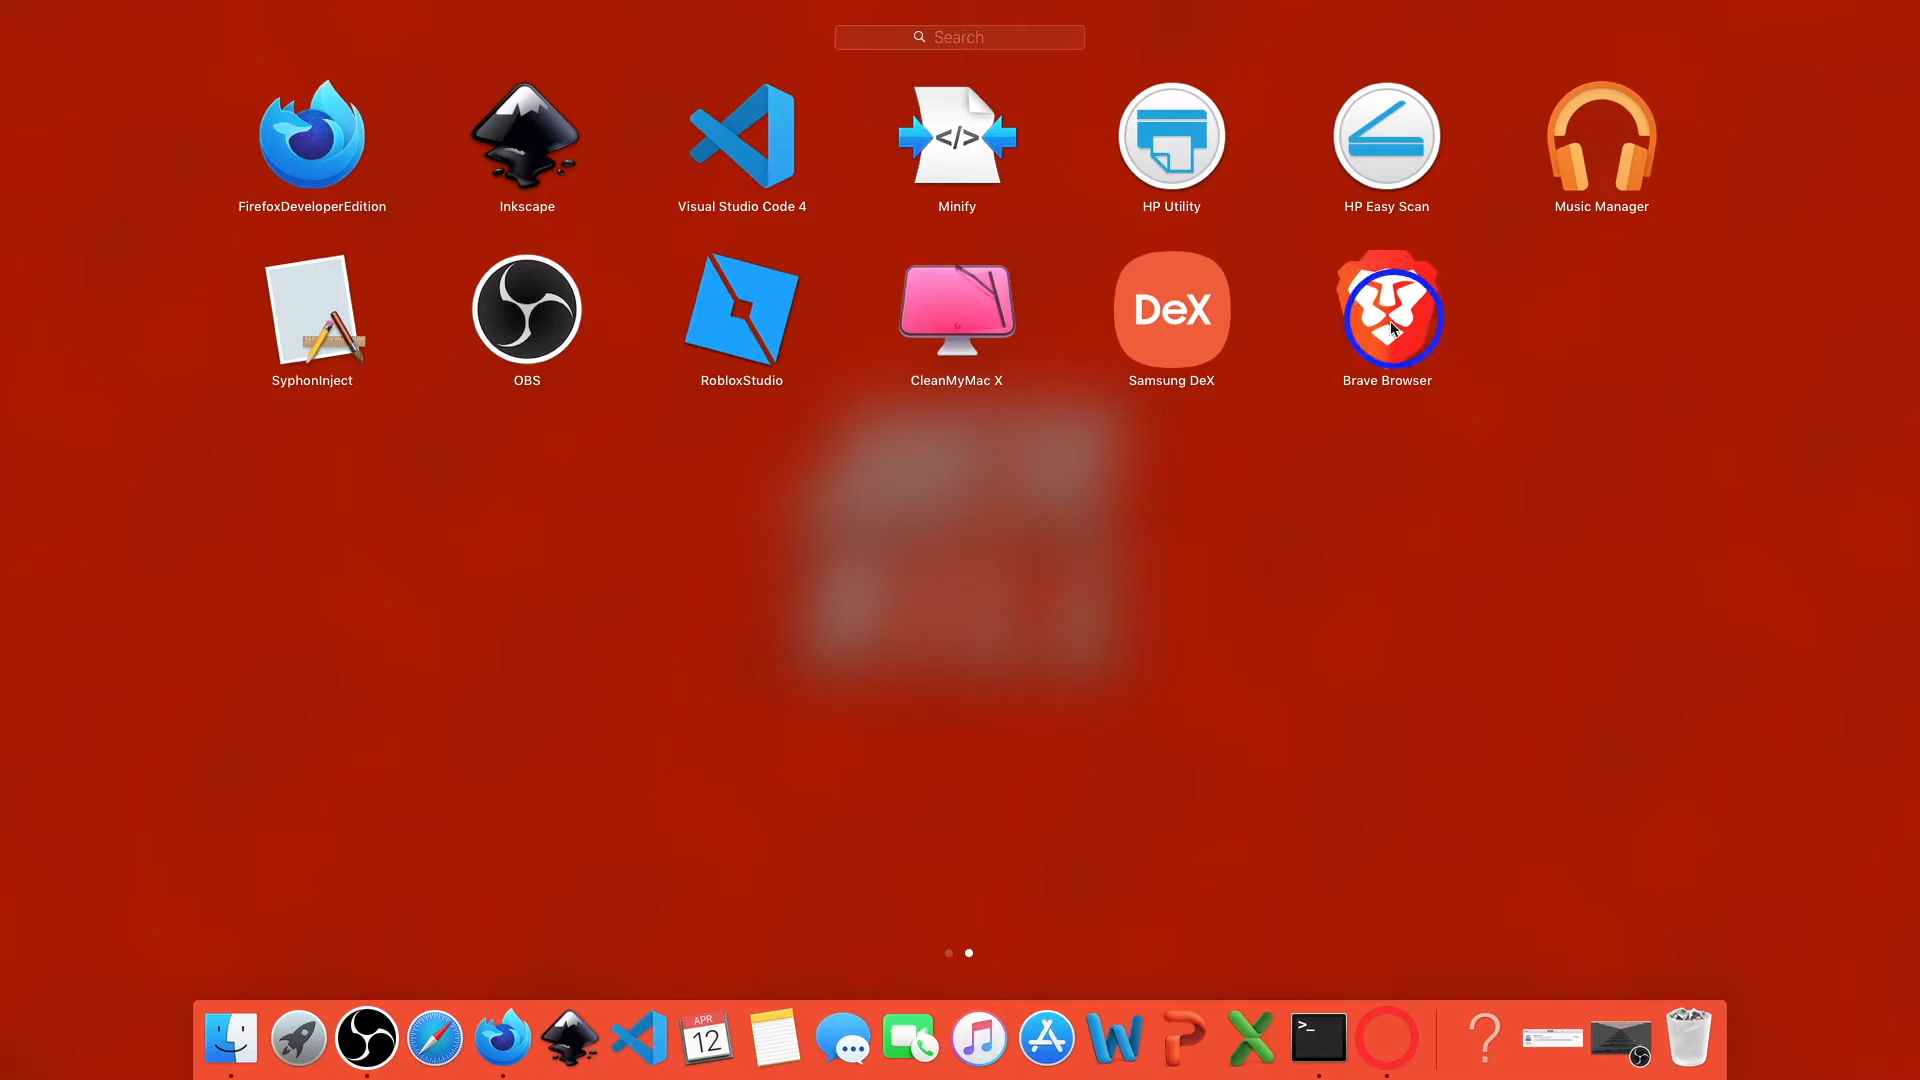 Search
FirefoxDeveloperEdition
Inkscape
Visual Studio Code 4
</>
Minify
HP Utility
HP Easy Scan
Music Manager
SyphonInject
OBS
RobloxStudio
CleanMyMac X
DeX
Samsung DeX
Brave Browser
APR
12
W
P
X
>_
?